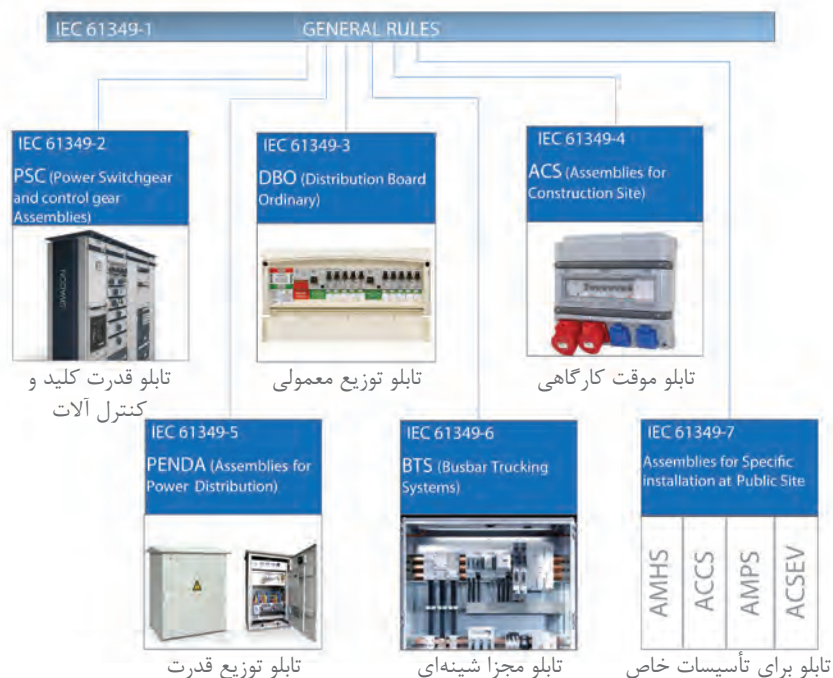 IEC 61349-1 GENERAL RULES
IEC 61349-2
PSC (Power Switchgear
and control gear
Assemblies)
تابلو قدرت کلید و
کنترل آلات
IEC 61349-3
DBO (Distribution Board
Ordinary)
تابلو توزیع معمولی
IEC 61349-4
ACS (Assemblies for
Construction Site)
تابلو موقت کارگاهی
IEC 61349-5
PENDA (Assemblies for
Power Distribution)
تابلو توزیع قدرت
IEC 61349-6
BTS (Busbar Trucking
Systems)
تابلو مجزا شینه‌ای
IEC 61349-7
Assemblies for Specific
installation at Public Site
AMHS
ACCS
AMPS
ACSEV
تابلو برای تأسیسات خاص